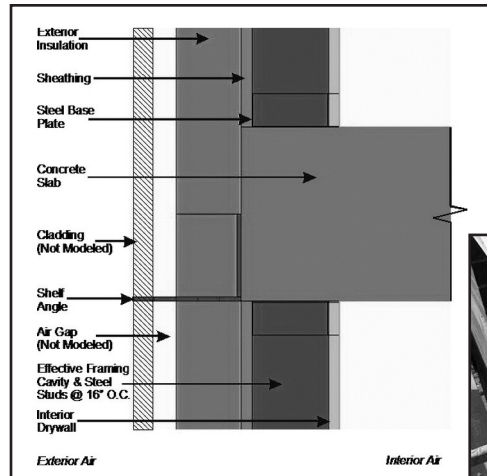 Exterior
Insulation
Sheathing
Steel Base
Plate
Concrete
Slab
Cladding
(Not Modeled)
Shelf
Angle
Air Gap
(Not Modeled)
Effective Framing
Cavity & Steel
Studs @ 16" O.C.
Interior
Drywall
Exterior Air
Interior Air